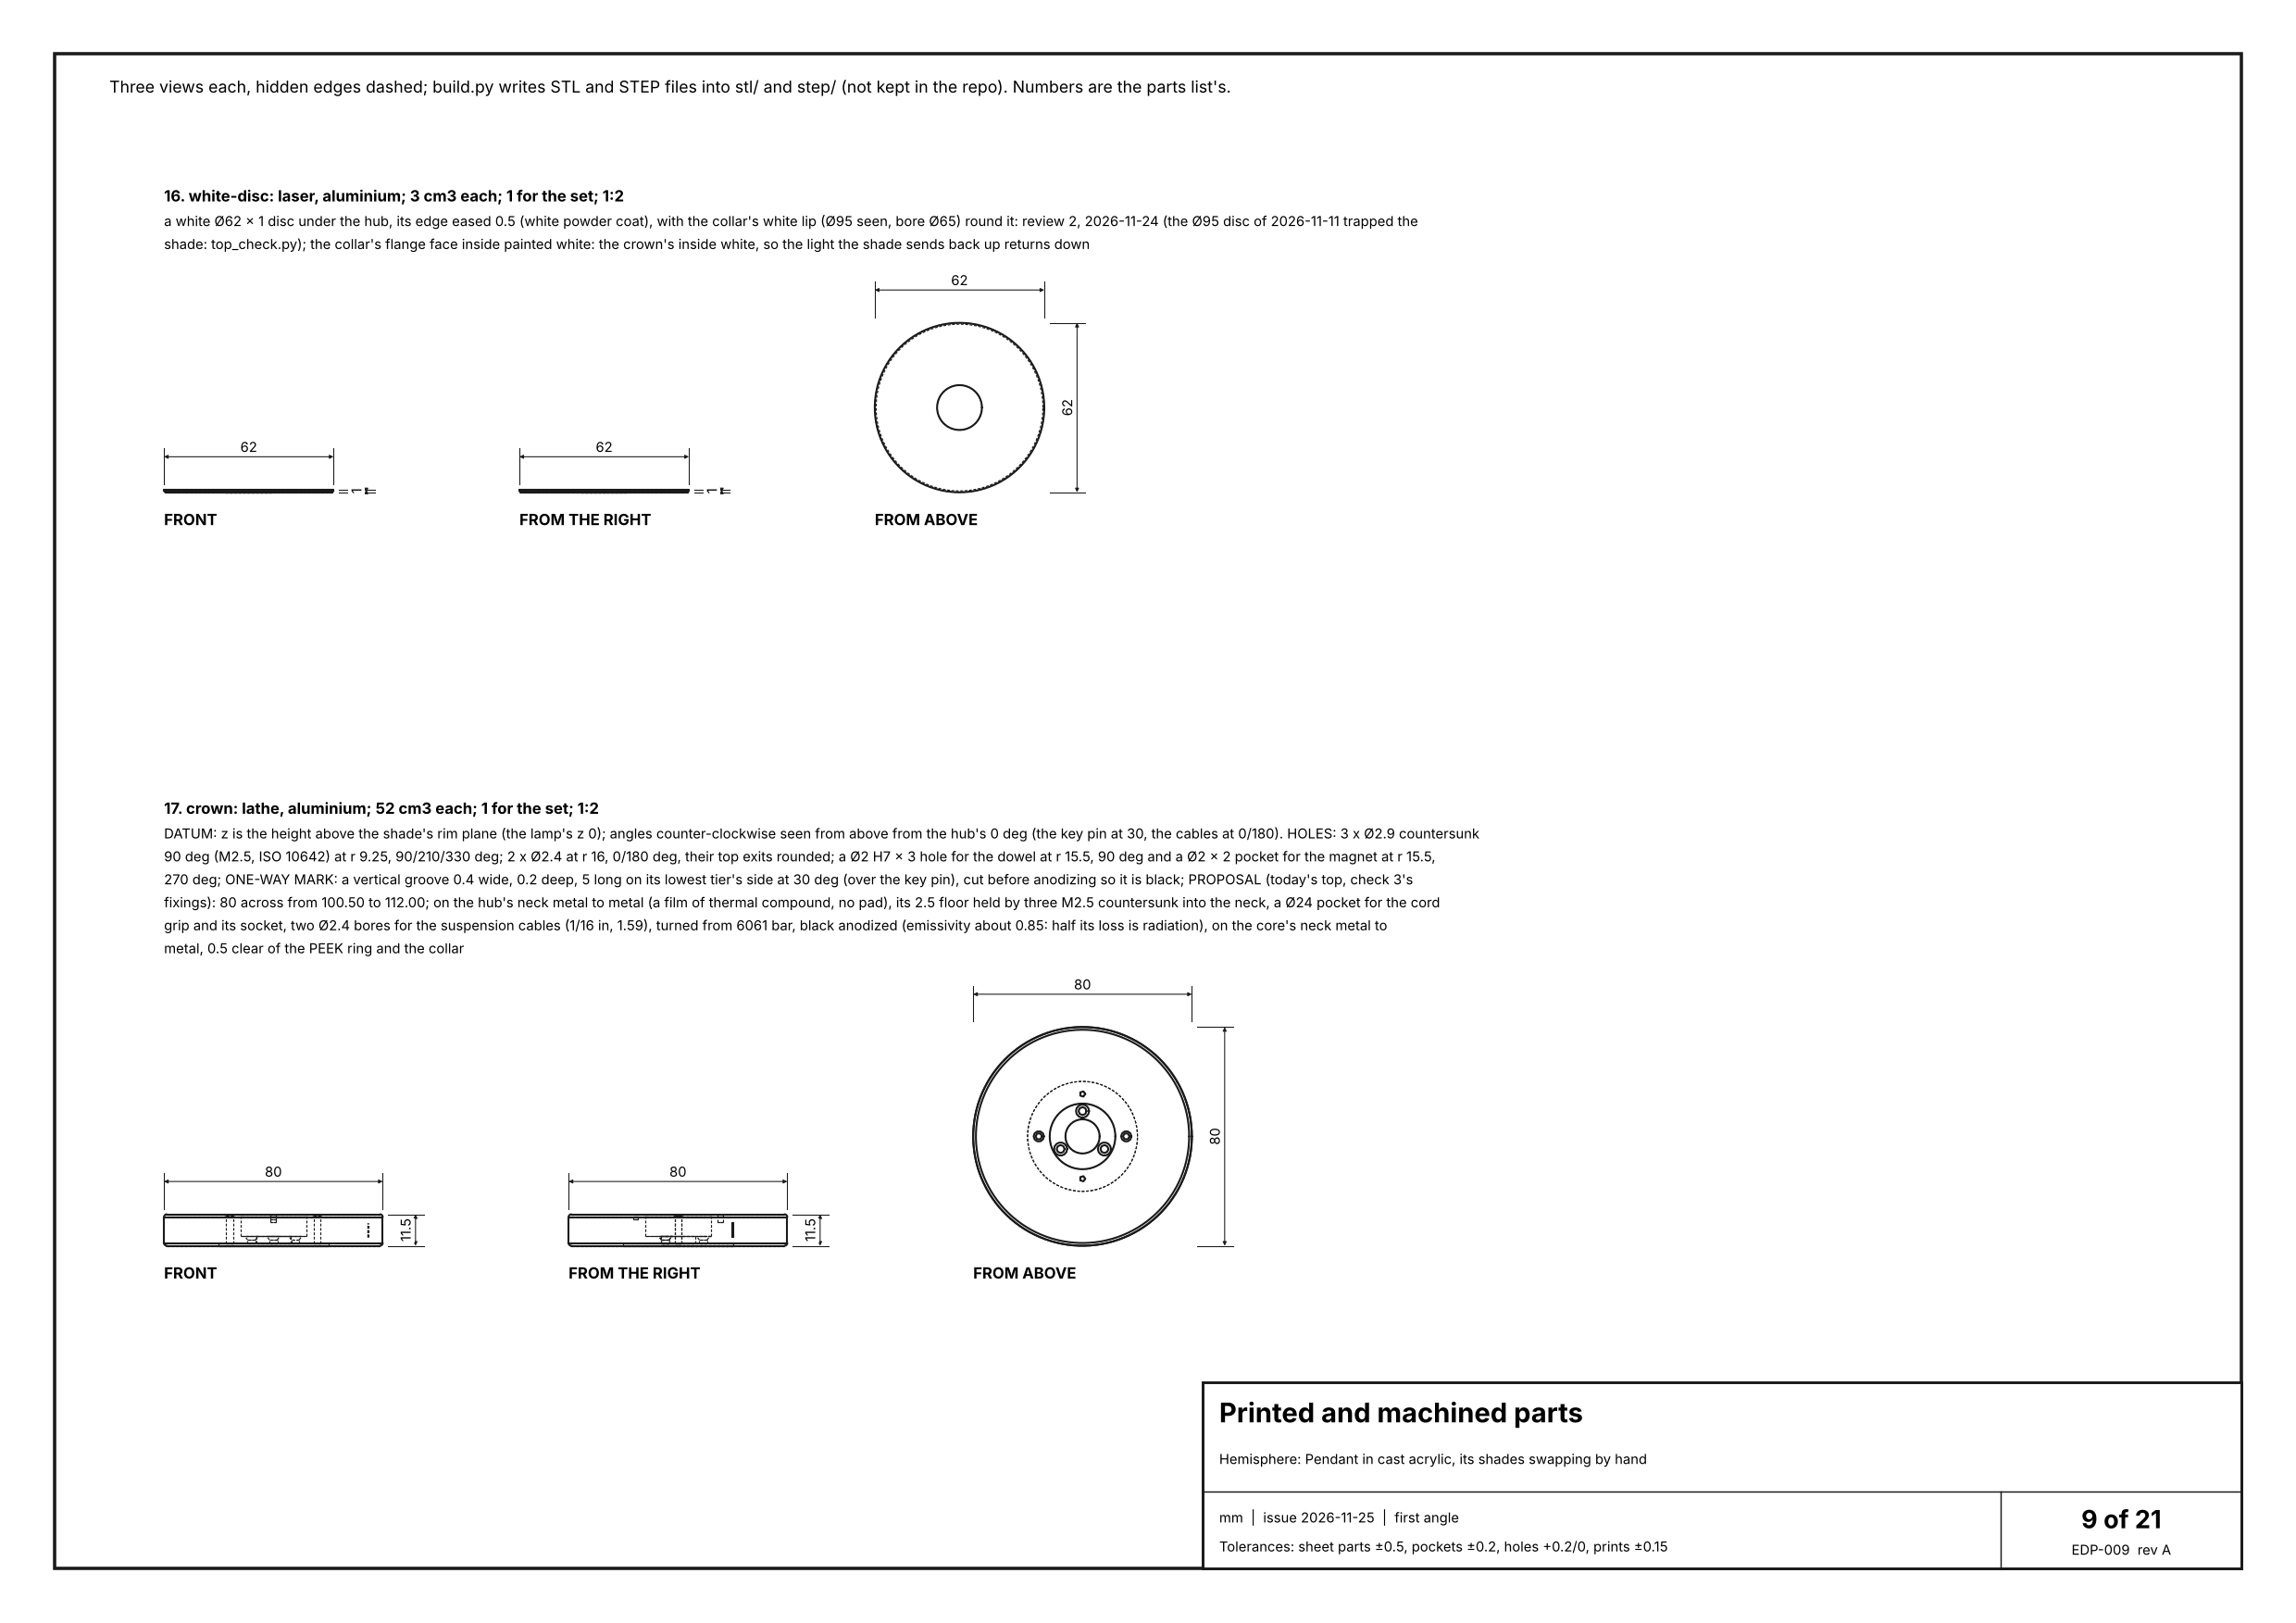 Three views each, hidden edges dashed; build.py writes STL and STEP files into stl/ and step/ (not kept in the repo). Numbers are the parts list's.
16. white-disc: laser, aluminium; 3 cm3 each; 1 for the set; 1:2
a white Ø62 × 1 disc under the hub, its edge eased 0.5 (white powder coat), with the collar's white lip (Ø95 seen, bore Ø65) round it: review 2, 2026-11-24 (the Ø95 disc of 2026-11-11 trapped the
shade: top_check.py); the collar's flange face inside painted white: the crown's inside white, so the light the shade sends back up returns down
62
62
62
62
1
1
FRONT
FROM THE RIGHT
FROM ABOVE
17. crown: lathe, aluminium; 52 cm3 each; 1 for the set; 1:2
DATUM: z is the height above the shade's rim plane (the lamp's z 0); angles counter-clockwise seen from above from the hub's 0 deg (the key pin at 30, the cables at 0/180). HOLES: 3 x Ø2.9 countersunk
90 deg (M2.5, ISO 10642) at r 9.25, 90/210/330 deg; 2 x Ø2.4 at r 16, 0/180 deg, their top exits rounded; a Ø2 H7 × 3 hole for the dowel at r 15.5, 90 deg and a Ø2 × 2 pocket for the magnet at r 15.5,
270 deg; ONE-WAY MARK: a vertical groove 0.4 wide, 0.2 deep, 5 long on its lowest tier's side at 30 deg (over the key pin), cut before anodizing so it is black; PROPOSAL (today's top, check 3's
fixings): 80 across from 100.50 to 112.00; on the hub's neck metal to metal (a film of thermal compound, no pad), its 2.5 floor held by three M2.5 countersunk into the neck, a Ø24 pocket for the cord
grip and its socket, two Ø2.4 bores for the suspension cables (1/16 in, 1.59), turned from 6061 bar, black anodized (emissivity about 0.85: half its loss is radiation), on the core's neck metal to
metal, 0.5 clear of the PEEK ring and the collar
80
80
80
80
11.5
11.5
FRONT
FROM THE RIGHT
FROM ABOVE
Printed and machined parts
Hemisphere: Pendant in cast acrylic, its shades swapping by hand
mm | issue 2026-11-25 | first angle
Tolerances: sheet parts ±0.5, pockets ±0.2, holes +0.2/0, prints ±0.15
9 of 21
EDP-009 rev A